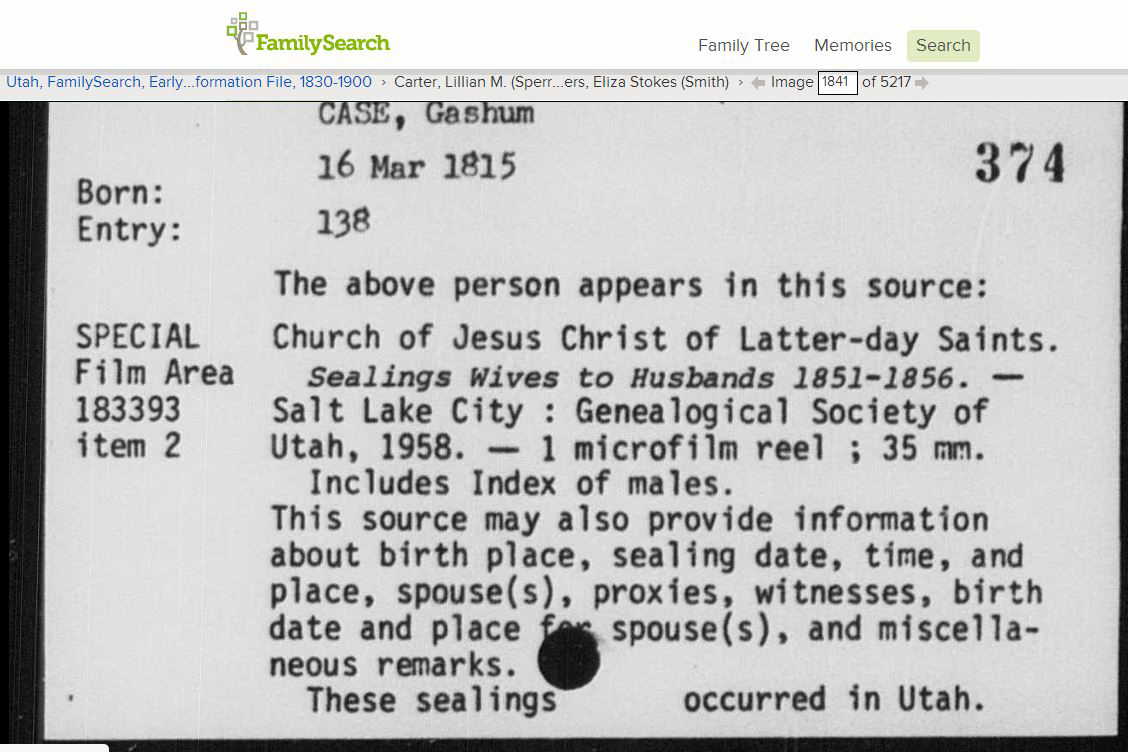 FamilySearch
Family Tree Memories Search
Utah, FamilySearch, Early...formation File, 1830-1900 › Carter, Lillian M. (Sperr...ers, Eliza Stokes (Smith) › Image 1841 of 5217
CASE, Gashum
16 Mar 1815
374
Born:
Entry: 138
The above person appears in this source:
SPECIAL Church of Jesus Christ of Latter-day Saints.
Film Area Sealings Wives to Husbands 1851-1856. —
183393 Salt Lake City : Genealogical Society of
item 2 Utah, 1958. — 1 microfilm reel ; 35 mm.
Includes Index of males.
This source may also provide information
about birth place, sealing date, time, and
place, spouse(s), proxies, witnesses, birth
date and place for spouse(s), and miscella-
neous remarks.
These sealings occurred in Utah.